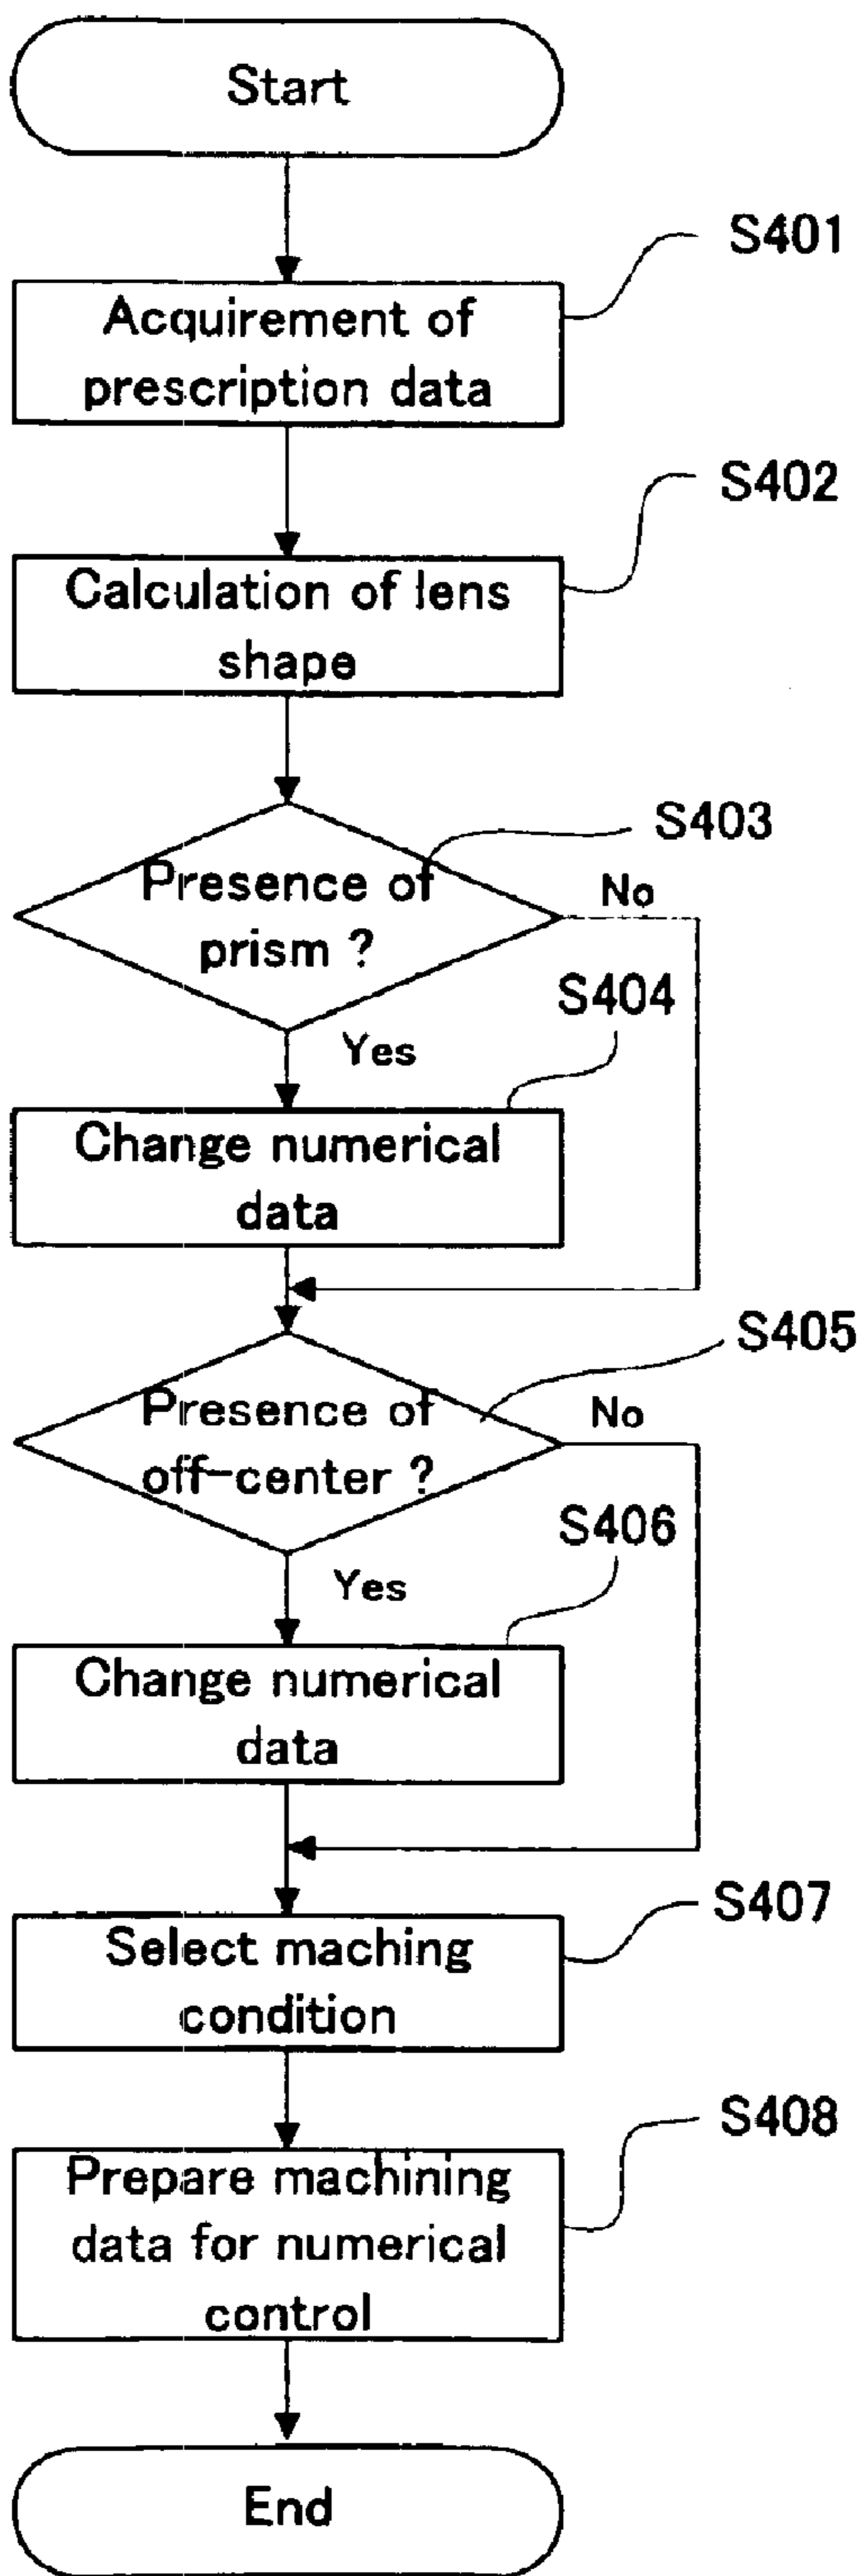 Start
S401
Acquirement of
prescription data
S402
Calculation of lens
shape
S403
Presence of
prism ?
No
S404
Yes
Change numerical
data
S405
Presence of
off-center ?
No
S406
Yes
Change numerical
data
S407
Select maching
condition
S408
Prepare machining
data for numerical
control
End